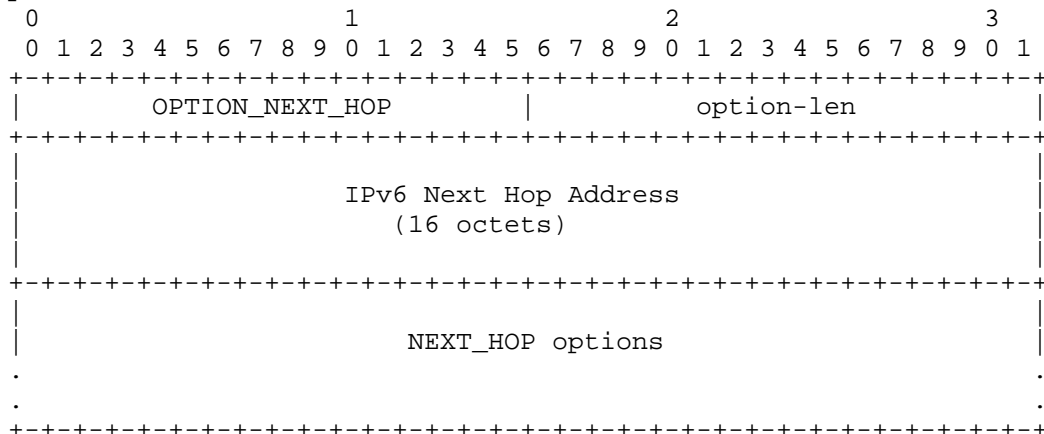 0                   1                   2                   3
 0 1 2 3 4 5 6 7 8 9 0 1 2 3 4 5 6 7 8 9 0 1 2 3 4 5 6 7 8 9 0 1
+-+-+-+-+-+-+-+-+-+-+-+-+-+-+-+-+-+-+-+-+-+-+-+-+-+-+-+-+-+-+-+-+
|        OPTION_NEXT_HOP        |          option-len           |
+-+-+-+-+-+-+-+-+-+-+-+-+-+-+-+-+-+-+-+-+-+-+-+-+-+-+-+-+-+-+-+-+
|                                                               |
|                    IPv6 Next Hop Address                      |
|                       (16 octets)                             |
|                                                               |
+-+-+-+-+-+-+-+-+-+-+-+-+-+-+-+-+-+-+-+-+-+-+-+-+-+-+-+-+-+-+-+-+
|                                                               |
|                        NEXT_HOP options                       |
.                                                               .
.                                                               .
+-+-+-+-+-+-+-+-+-+-+-+-+-+-+-+-+-+-+-+-+-+-+-+-+-+-+-+-+-+-+-+-+